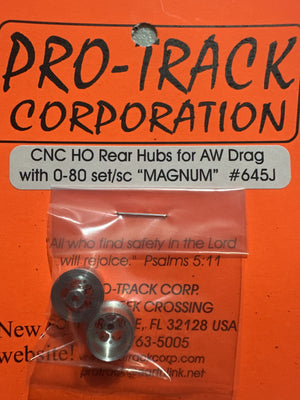 PRO-TRACK
CORPORATION
CNC HO Rear Hubs for AW Drag
with 0-80 set/sc "MAGNUM" #645J
"All who find safety in the Lord
will rejoice." Psalms 5:11
PRO-TRACK CORP.
CROSSING
FL 32128 USA
63-5005
New
website!